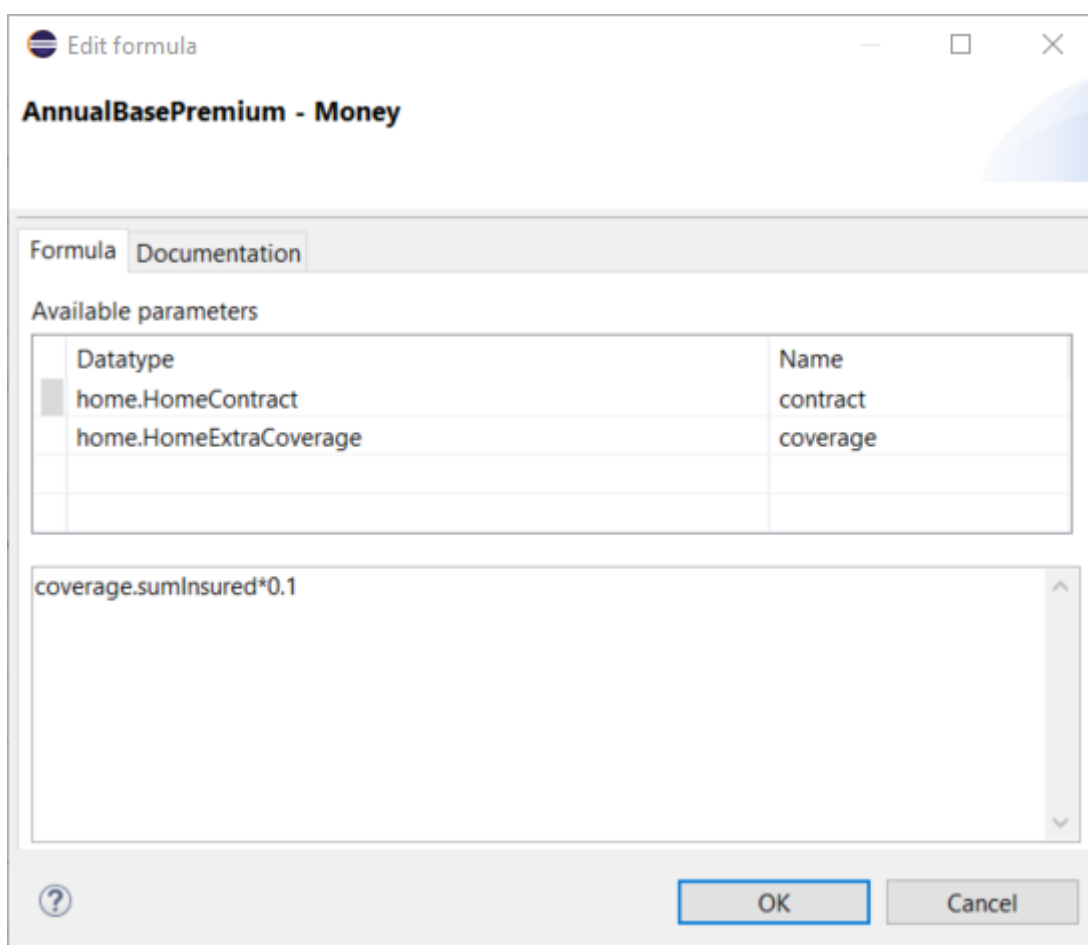 Edit formula
AnnualBasePremium - Money
Formula Documentation
Available parameters
Datatype Name
home.HomeContract contract
home.HomeExtraCoverage coverage
coverage.sumInsured*0.1
OK Cancel